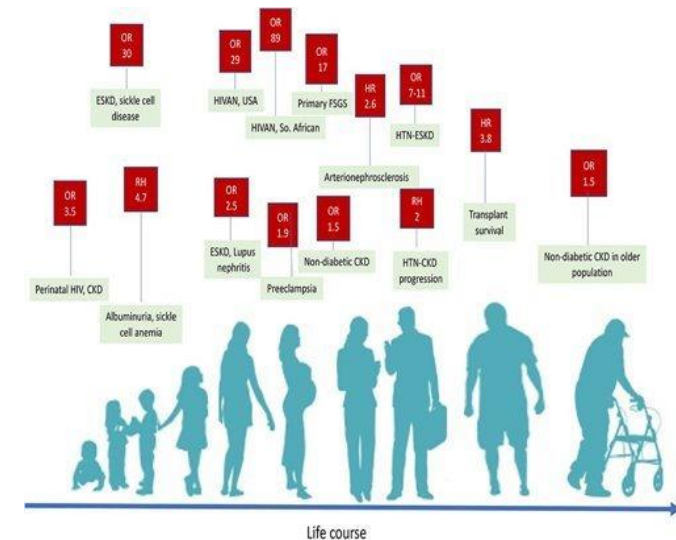 OR
30
ESKD, sickle cell
disease
OR
29
HIVAN, USA
OR
89
HIVAN, So. African
OR
17
Primary FSGS
HR
2.6
Arterionephrosclerosis
OR
7-11
HTN-ESKD
HR
3.8
Transplant
survival
OR
1.5
Non-diabetic CKD in older
population
OR
3.5
Perinatal HIV, CKD
RH
4.7
Albuminuria, sickle
cell anemia
OR
2.5
ESKD, Lupus
nephritis
OR
1.9
Preeclampsia
OR
1.5
Non-diabetic CKD
RH
2
HTN-CKD
progression
Life course